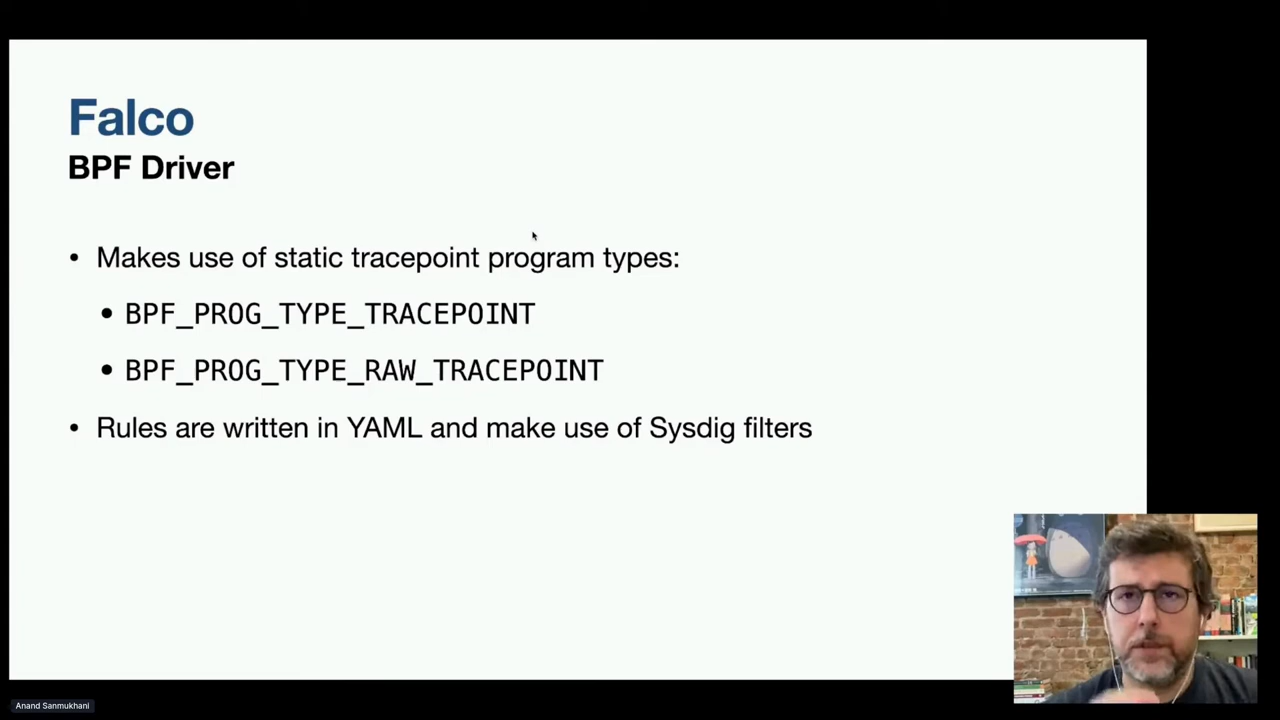 Falco
BPF Driver
• Makes use of static tracepoint program types:
• BPF_PROG_TYPE_TRACEPOINT
• BPF_PROG_TYPE_RAW_TRACEPOINT
• Rules are written in YAML and make use of Sysdig filters
Anand Sanmukhani